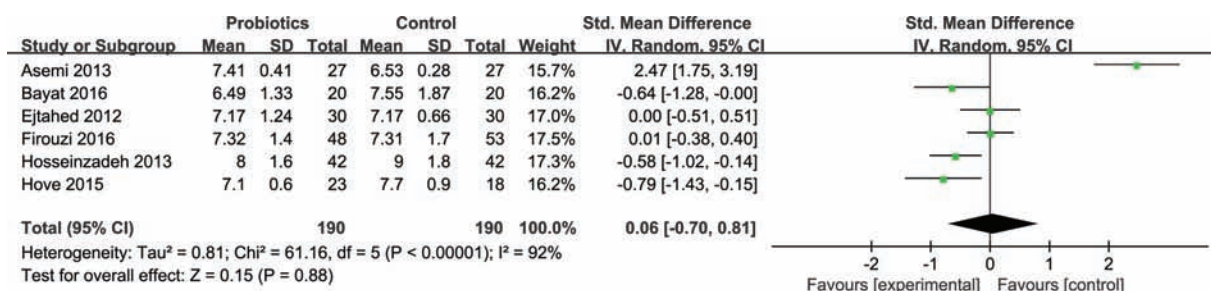 Probiotics Control Std. Mean Difference Std. Mean Difference
Study or Subgroup Mean SD Total Mean SD Total Weight IV. Random. 95% CI IV. Random. 95% CI
Asemi 2013 7.41 0.41 27 6.53 0.28 27 15.7% 2.47 [1.75, 3.19]
Bayat 2016 6.49 1.33 20 7.55 1.87 20 16.2% -0.64 [-1.28, -0.00]
Ejtahed 2012 7.17 1.24 30 7.17 0.66 30 17.0% 0.00 [-0.51, 0.51]
Firouzi 2016 7.32 1.4 48 7.31 1.7 53 17.5% 0.01 [-0.38, 0.40]
Hosseinzadeh 2013 8 1.6 42 9 1.8 42 17.3% -0.58 [-1.02, -0.14]
Hove 2015 7.1 0.6 23 7.7 0.9 18 16.2% -0.79 [-1.43, -0.15]
Total (95% CI) 190 190 100.0% 0.06 [-0.70, 0.81]
Heterogeneity: Tau² = 0.81; Chi² = 61.16, df = 5 (P < 0.00001); I² = 92%
Test for overall effect: Z = 0.15 (P = 0.88)
-2 -1 0 1 2
Favours [experimental] Favours [control]